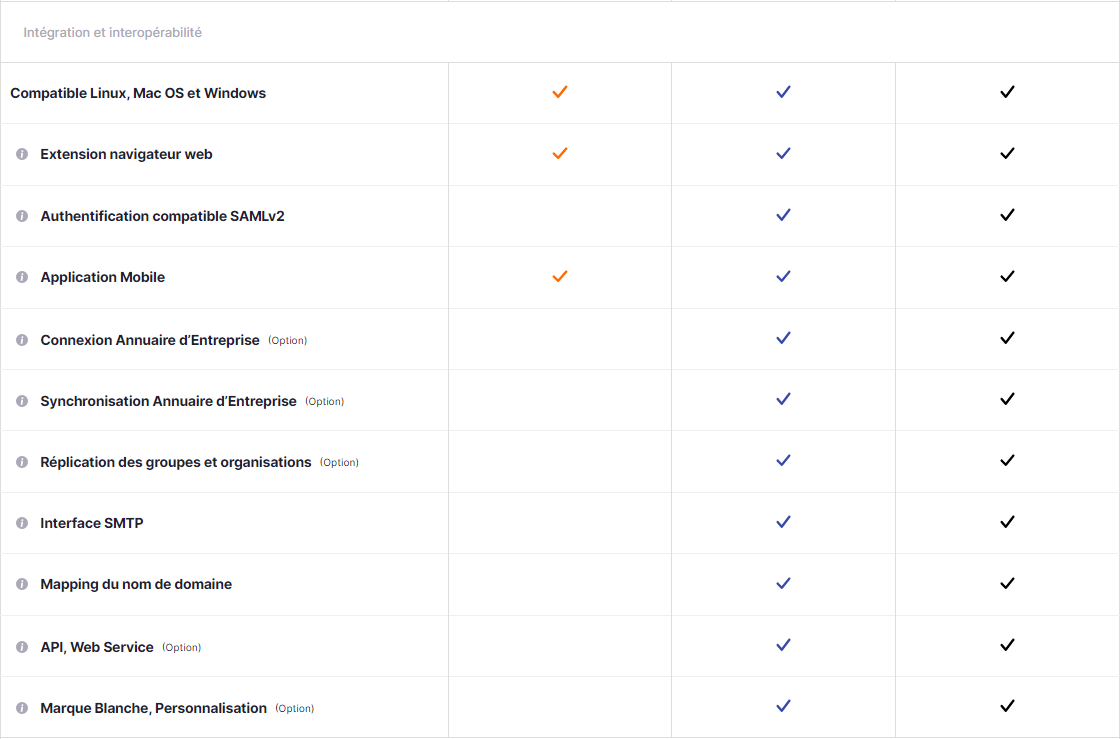 Intégration et interopérabilité
Compatible Linux, Mac OS et Windows
Extension navigateur web
Authentification compatible SAMLv2
Application Mobile
Connexion Annuaire d’Entreprise (Option)
Synchronisation Annuaire d’Entreprise (Option)
Réplication des groupes et organisations (Option)
Interface SMTP
Mapping du nom de domaine
API, Web Service (Option)
Marque Blanche, Personnalisation (Option)